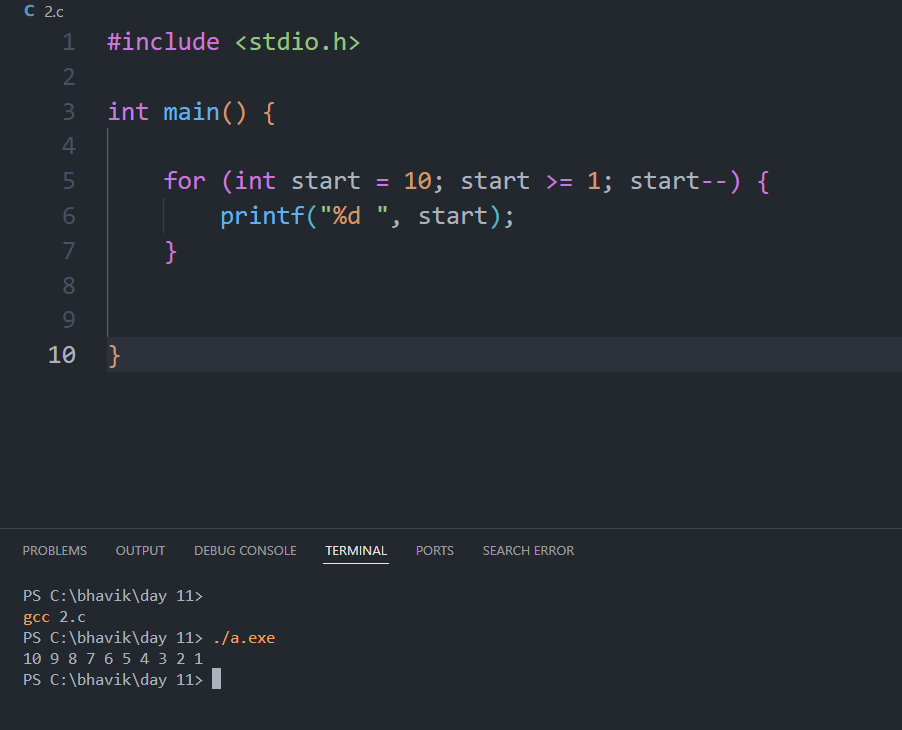 C 2.c
1 #include <stdio.h>
2
3 int main() {
4
5     for (int start = 10; start >= 1; start--) {
6         printf("%d ", start);
7     }
8
9
10 }
PROBLEMS OUTPUT DEBUG CONSOLE TERMINAL PORTS SEARCH ERROR
PS C:\bhavik\day 11>
gcc 2.c
PS C:\bhavik\day 11> ./a.exe
10 9 8 7 6 5 4 3 2 1
PS C:\bhavik\day 11>